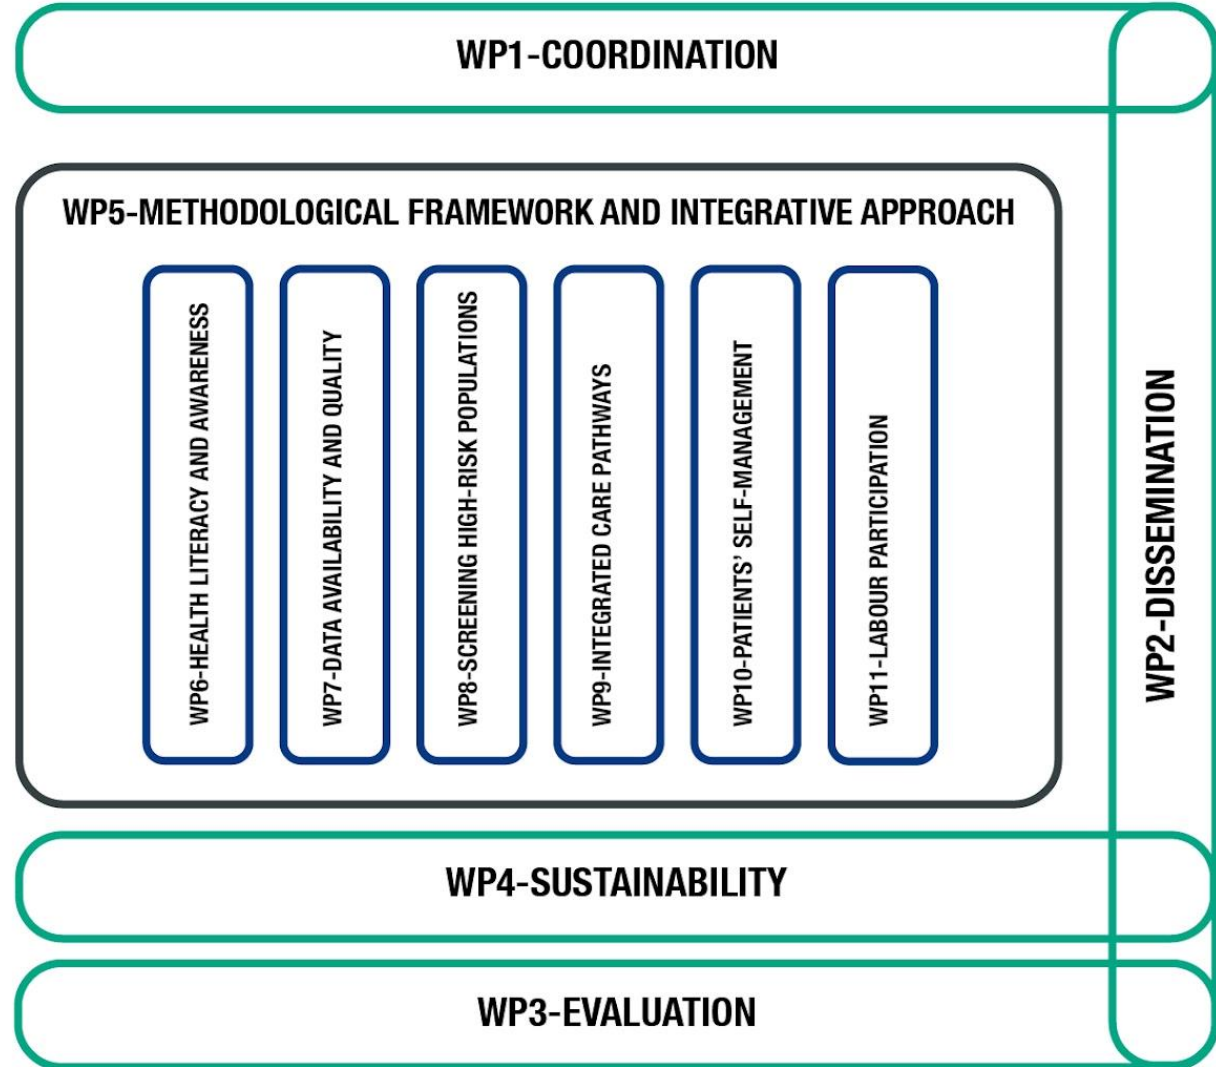 WP1-COORDINATION
WP5-METHODOLOGICAL FRAMEWORK AND INTEGRATIVE APPROACH
WP6-HEALTH LITERACY AND AWARENESS
WP7-DATA AVAILABILITY AND QUALITY
WP8-SCREENING HIGH-RISK POPULATIONS
WP9-INTEGRATED CARE PATHWAYS
WP10-PATIENTS’ SELF-MANAGEMENT
WP11-LABOUR PARTICIPATION
WP2-DISSEMINATION
WP4-SUSTAINABILITY
WP3-EVALUATION